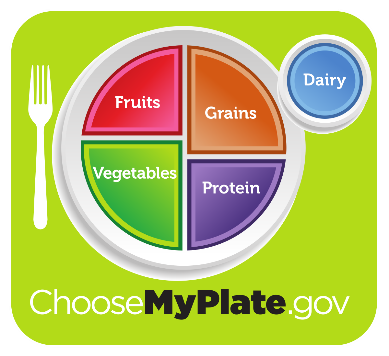 Dairy
Fruits
Grains
Vegetables
Protein
ChooseMyPlate.gov